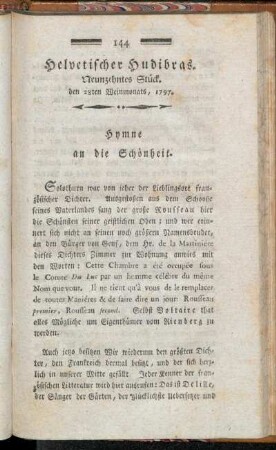 144
Helvetischer Hudibras.
Neunzehntes Stück.
den 28sten Weinmonats, 1797.
Hymne
an die Schönheit.
Solothurn war von jeher der Lieblingsort fran-
zösischer Dichter. Ausgestoßen aus dem Schooße
seines Vaterlandes sang der große Rousseau hier
die Schönsten seiner geistlichen Oden; und wer erin-
nert sich nicht an seinen noch größern Namensbruder,
an den Bürger von Genf, dem Hr. de la Martiniére
dieses Dichters Zimmer zur Wohnung anwies mit
den Worten: Cette Chambre a été occupée sous
le Comte Du Luc par un homme célébre du même
Nom que vous. Il ne tient qu'à vous de le remplacer
de toutes Maniéres & de faire dire un jour: Rousseau
premier, Rousseau second. Selbst Voltaire that
alles Mögliche um Eigenthümer vom Riemberg zu
werden.
Auch jetzo besitzen Wir wiederum den größten Dich-
ter, den Frankreich dermal besitzt, und der sich herz-
lich in unserer Mitte gefällt. Jeder Kenner der fran-
zösischen Litteratur wird hier ausrufen: Das ist Delille,
der Sänger der Gärten, der glücklichste Uebersetzer und